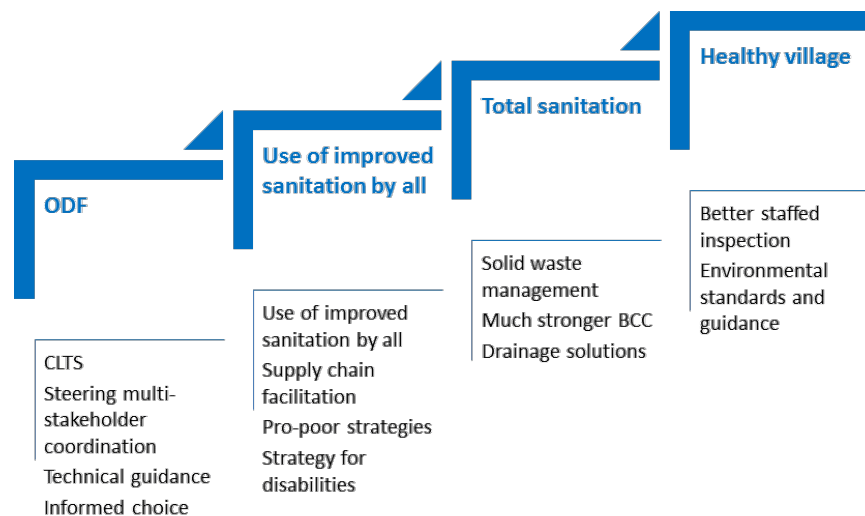 ODF
CLTS
Steering multi-
stakeholder
coordination
Technical guidance
Informed choice
Use of improved
sanitation by all
Use of improved
sanitation by all
Supply chain
facilitation
Pro-poor strategies
Strategy for
disabilities
Total sanitation
Solid waste
management
Much stronger BCC
Drainage solutions
Healthy village
Better staffed
inspection
Environmental
standards and
guidance